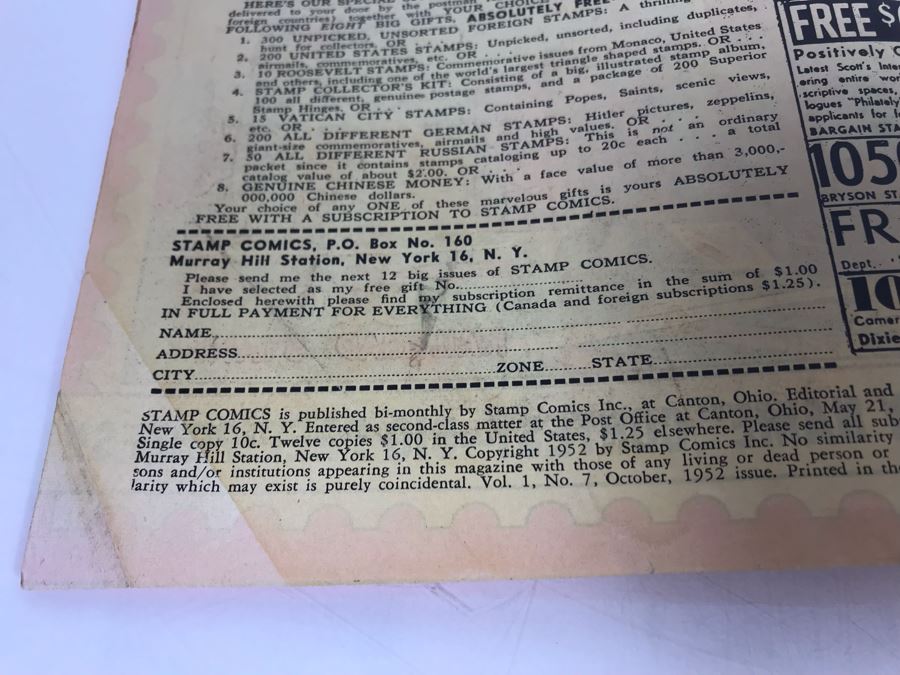 HERE'S OUR SPECIAL
delivered to your door by the postman
foreign countries) together with YOUR CHOICE
FOLLOWING EIGHT BIG GIFTS, ABSOLUTELY FREE
1. 300 UNPICKED, UNSORTED FOREIGN STAMPS: A thrilling
hunt for collectors. OR . . .
2. 200 UNITED STATES STAMPS: Unpicked, unsorted, including duplicates,
airmails, commemoratives, etc. OR . . .
3. 10 ROOSEVELT STAMPS: Commemorative issues from Monaco, United States
and others, including one of the world's largest triangle shaped stamps. OR . . .
4. STAMP COLLECTOR'S KIT: Consisting of a big, illustrated stamp album,
100 all different, genuine postage stamps, and a package of 200 Superior
Stamp Hinges. OR . . .
5. 15 VATICAN CITY STAMPS: Containing Popes, Saints, scenic views,
etc. OR . . .
6. 200 ALL DIFFERENT GERMAN STAMPS: Hitler pictures, zeppelins,
giant-size commemoratives, airmails and high values. OR . . .
7. 50 ALL DIFFERENT RUSSIAN STAMPS: This is not an ordinary
packet since it contains stamps cataloging up to 20c each . . . . a total
catalog value of about $2.00. OR . . .
8. GENUINE CHINESE MONEY: With a face value of more than 3,000,-
000,000 Chinese dollars.
Your choice of any ONE of these marvelous gifts is yours ABSOLUTELY
FREE WITH A SUBSCRIPTION TO STAMP COMICS.
STAMP COMICS, P.O. Box No. 160
Murray Hill Station, New York 16, N. Y.
Please send me the next 12 big issues of STAMP COMICS.
I have selected as my free gift No.
Enclosed herewith please find my subscription remittance in the sum of $1.00
IN FULL PAYMENT FOR EVERYTHING (Canada and foreign subscriptions $1.25).
NAME
ADDRESS
CITY ZONE STATE
STAMP COMICS is published bi-monthly by Stamp Comics Inc., at Canton, Ohio. Editorial and
New York 16, N. Y. Entered as second-class matter at the Post Office at Canton, Ohio, May 21,
Single copy 10c. Twelve copies $1.00 in the United States, $1.25 elsewhere. Please send all sub
Murray Hill Station, New York 16, N. Y. Copyright 1952 by Stamp Comics Inc. No similarity
sons and/or institutions appearing in this magazine with those of any living or dead person or
larity which may exist is purely coincidental. Vol. 1, No. 7, October, 1952 issue. Printed in the
FREE $
Positively
Latest Scott's Inter
ering entire wor
scriptive spaces,
logues "Philately
applicants for
BARGAIN STA
105
BRYSON ST
FR
Dept.
10
Camer
Dixie